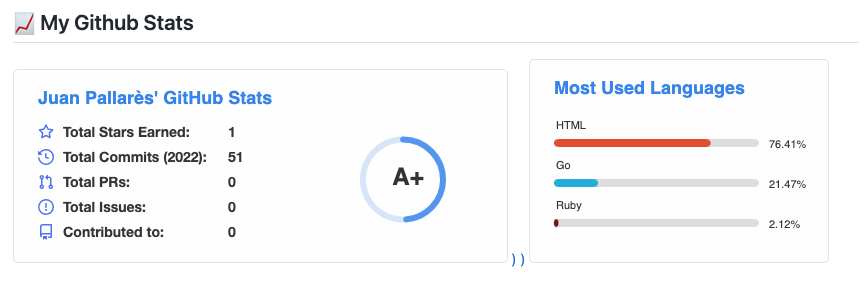 📈 My Github Stats
Juan Pallarès' GitHub Stats
Total Stars Earned: 1
Total Commits (2022): 51
Total PRs: 0
Total Issues: 0
Contributed to: 0
A+
))
Most Used Languages
HTML
76.41%
Go
21.47%
Ruby
2.12%